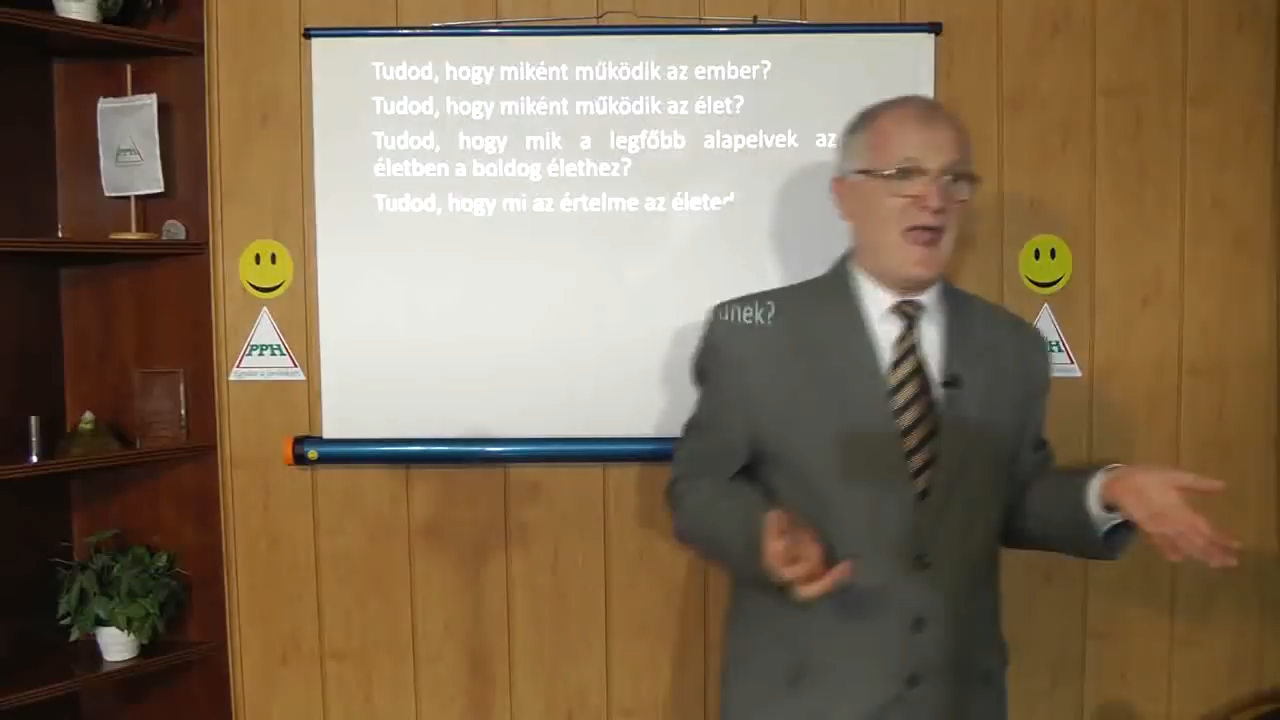 Tudod, hogy miként működik az ember?
Tudod, hogy miként működik az élet?
Tudod, hogy mik a legfőbb alapelvek az
életben a boldog élethez?
Tudod, hogy mi az értelme az
PPH